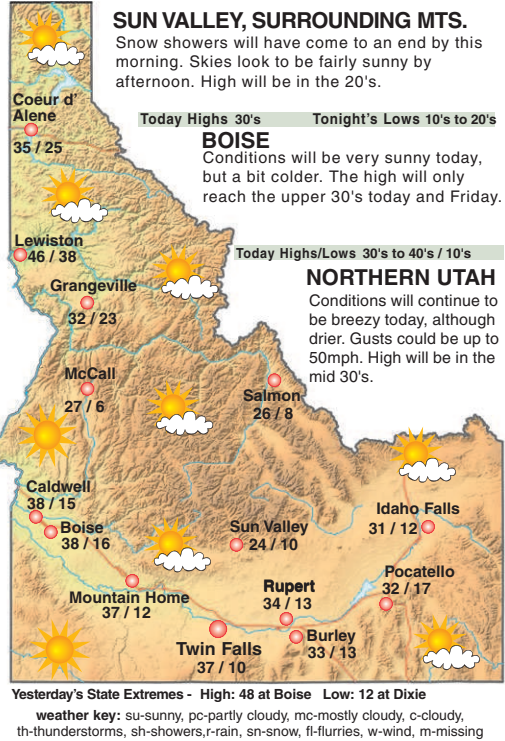 SUN VALLEY, SURROUNDING MTS.
Snow showers will have come to an end by this
morning. Skies look to be fairly sunny by
afternoon. High will be in the 20's.
Today Highs 30's Tonight's Lows 10's to 20's
BOISE
Conditions will be very sunny today,
but a bit colder. The high will only
reach the upper 30's today and Friday.
Today Highs/Lows 30's to 40's / 10's
NORTHERN UTAH
Conditions will continue to
be breezy today, although
drier. Gusts could be up to
50mph. High will be in the
mid 30's.
Coeur d'
Alene
35 / 25
Lewiston
46 / 38
Grangeville
32 / 23
McCall
27 / 6
Salmon
26 / 8
Caldwell
38 / 15
Boise
38 / 16
Sun Valley
24 / 10
Idaho Falls
31 / 12
Pocatello
32 / 17
Mountain Home
37 / 12
Rupert
34 / 13
Burley
33 / 13
Twin Falls
37 / 10
Yesterday's State Extremes - High: 48 at Boise Low: 12 at Dixie
weather key: su-sunny, pc-partly cloudy, mc-mostly cloudy, c-cloudy,
th-thunderstorms, sh-showers,r-rain, sn-snow, fl-flurries, w-wind, m-missing